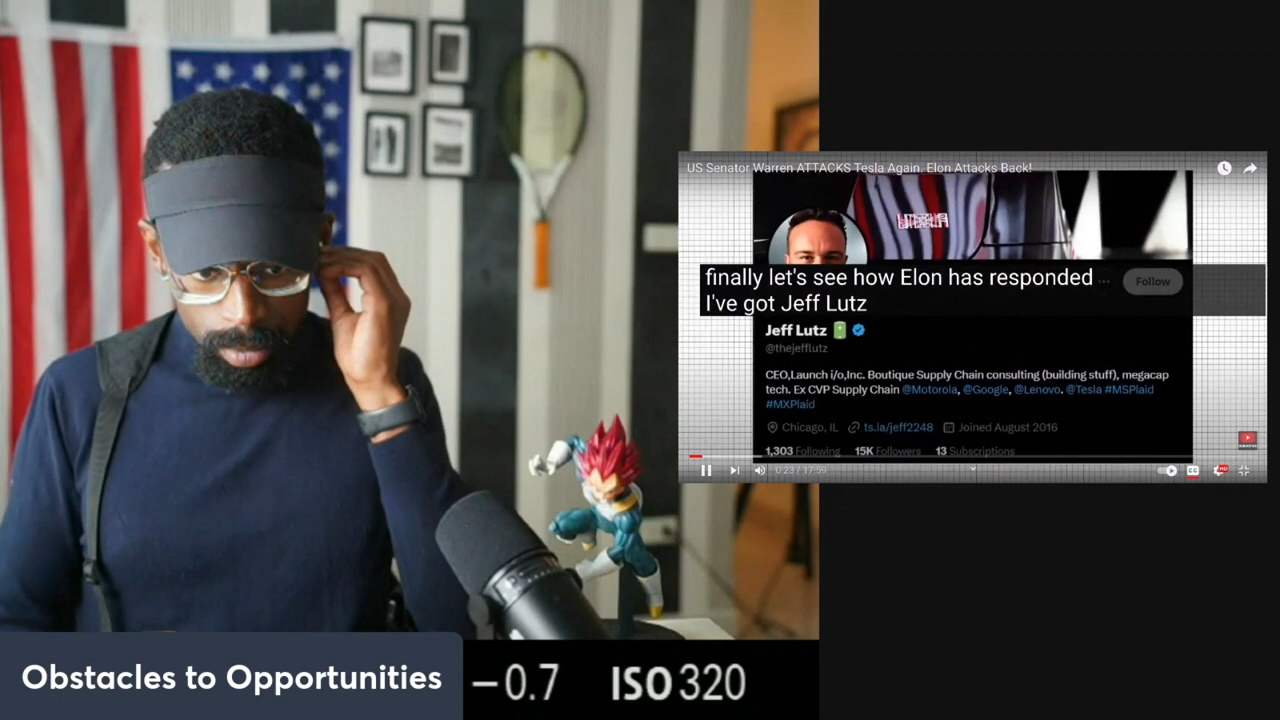 US Senator Warren ATTACKS Tesla Again. Elon Attacks Back!
finally let's see how Elon has responded
I've got Jeff Lutz
Follow
Jeff Lutz
@thejefflutz
CEO,Launch i/o,Inc. Boutique Supply Chain consulting (building stuff), megacap
tech. Ex CVP Supply Chain @Motorola, @Google, @Lenovo. @Tesla #MSPlaid
#MXPlaid
Chicago, IL ts.la/jeff2248 Joined August 2016
1,303 Following 15K Followers 13 Subscriptions
0:23 / 17:59
CC
HD
Obstacles to Opportunities
–0.7 ISO 320